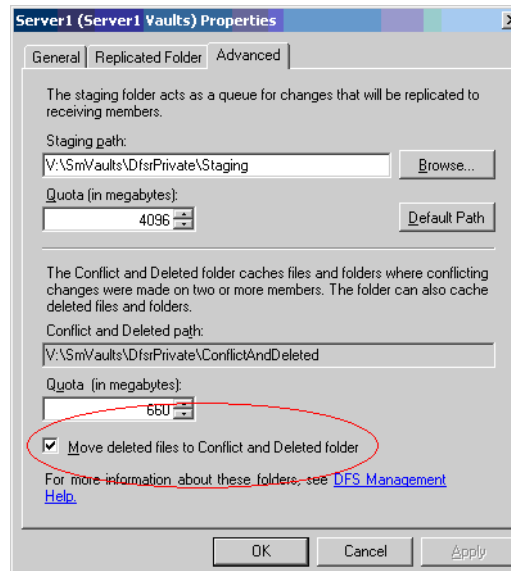 Server1 (Server1 Vaults) Properties
General
Replicated Folder
Advanced
The staging folder acts as a queue for changes that will be replicated to
receiving members.
Staging path:
V:\SmVaults\DfsrPrivate\Staging
Browse...
Quota (in megabytes):
4096
Default Path
The Conflict and Deleted folder caches files and folders where conflicting
changes were made on two or more members. The folder can also cache
deleted files and folders.
Conflict and Deleted path:
V:\SmVaults\DfsrPrivate\ConflictAndDeleted
Quota (in megabytes):
660
Move deleted files to Conflict and Deleted folder
For more information about these folders, see DFS Management
Help.
OK
Cancel
Apply